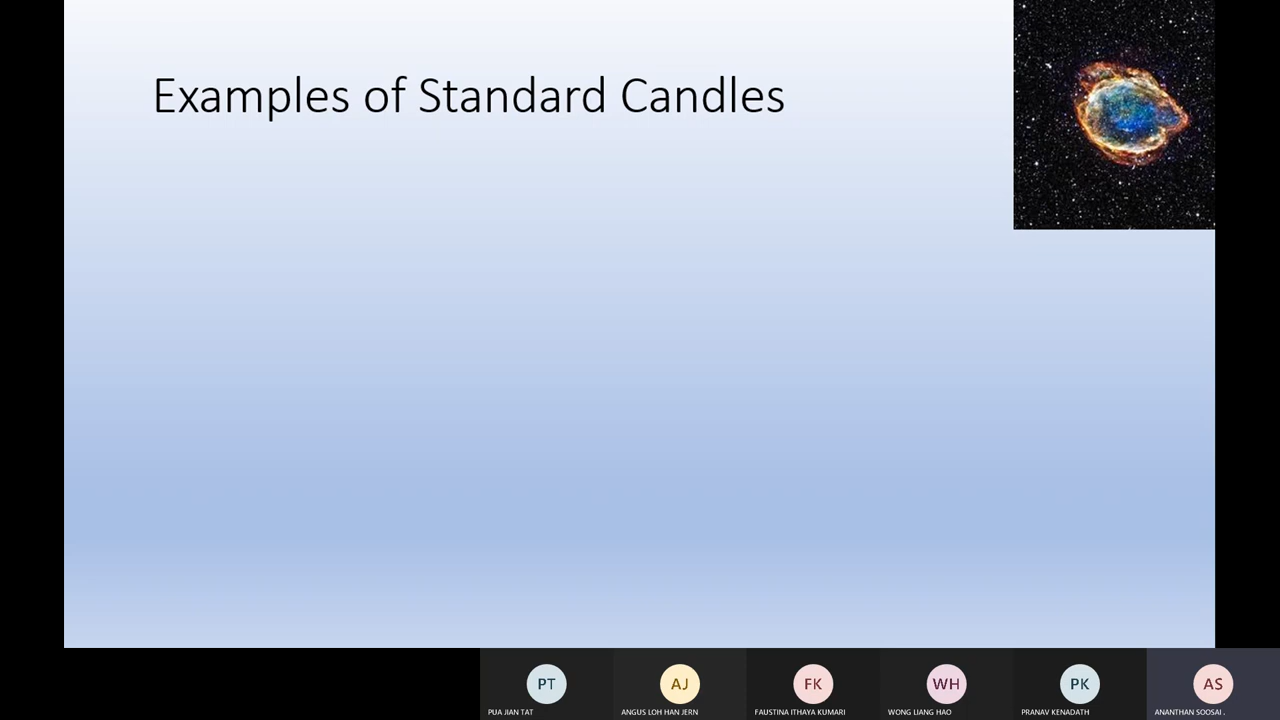 Examples of Standard Candles
PT
AJ
FK
WH
PK
AS
PUA JIAN TAT
ANGUS LOH HAN JERN
FAUSTINA ITHAYA KUMARI
WONG LIANG HAO
PRANAV KENADATH
ANANTHAN SOOSAI .